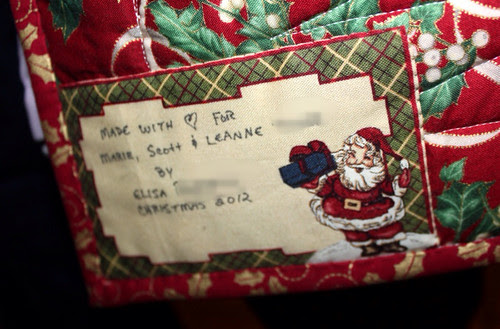 MADE WITH ♡ FOR
MARIE, Scott & LEANNE
BY
ELISA
CHRISTMAS 2012